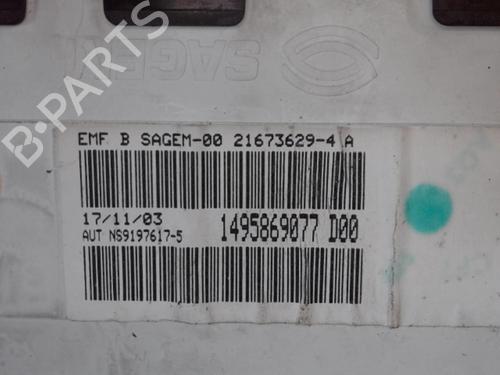 B-PARTS
SAGEM
EMF B SAGEM-00 21673629-4 A
17/11/03
1495869077 D00
AUT NS9197617-5